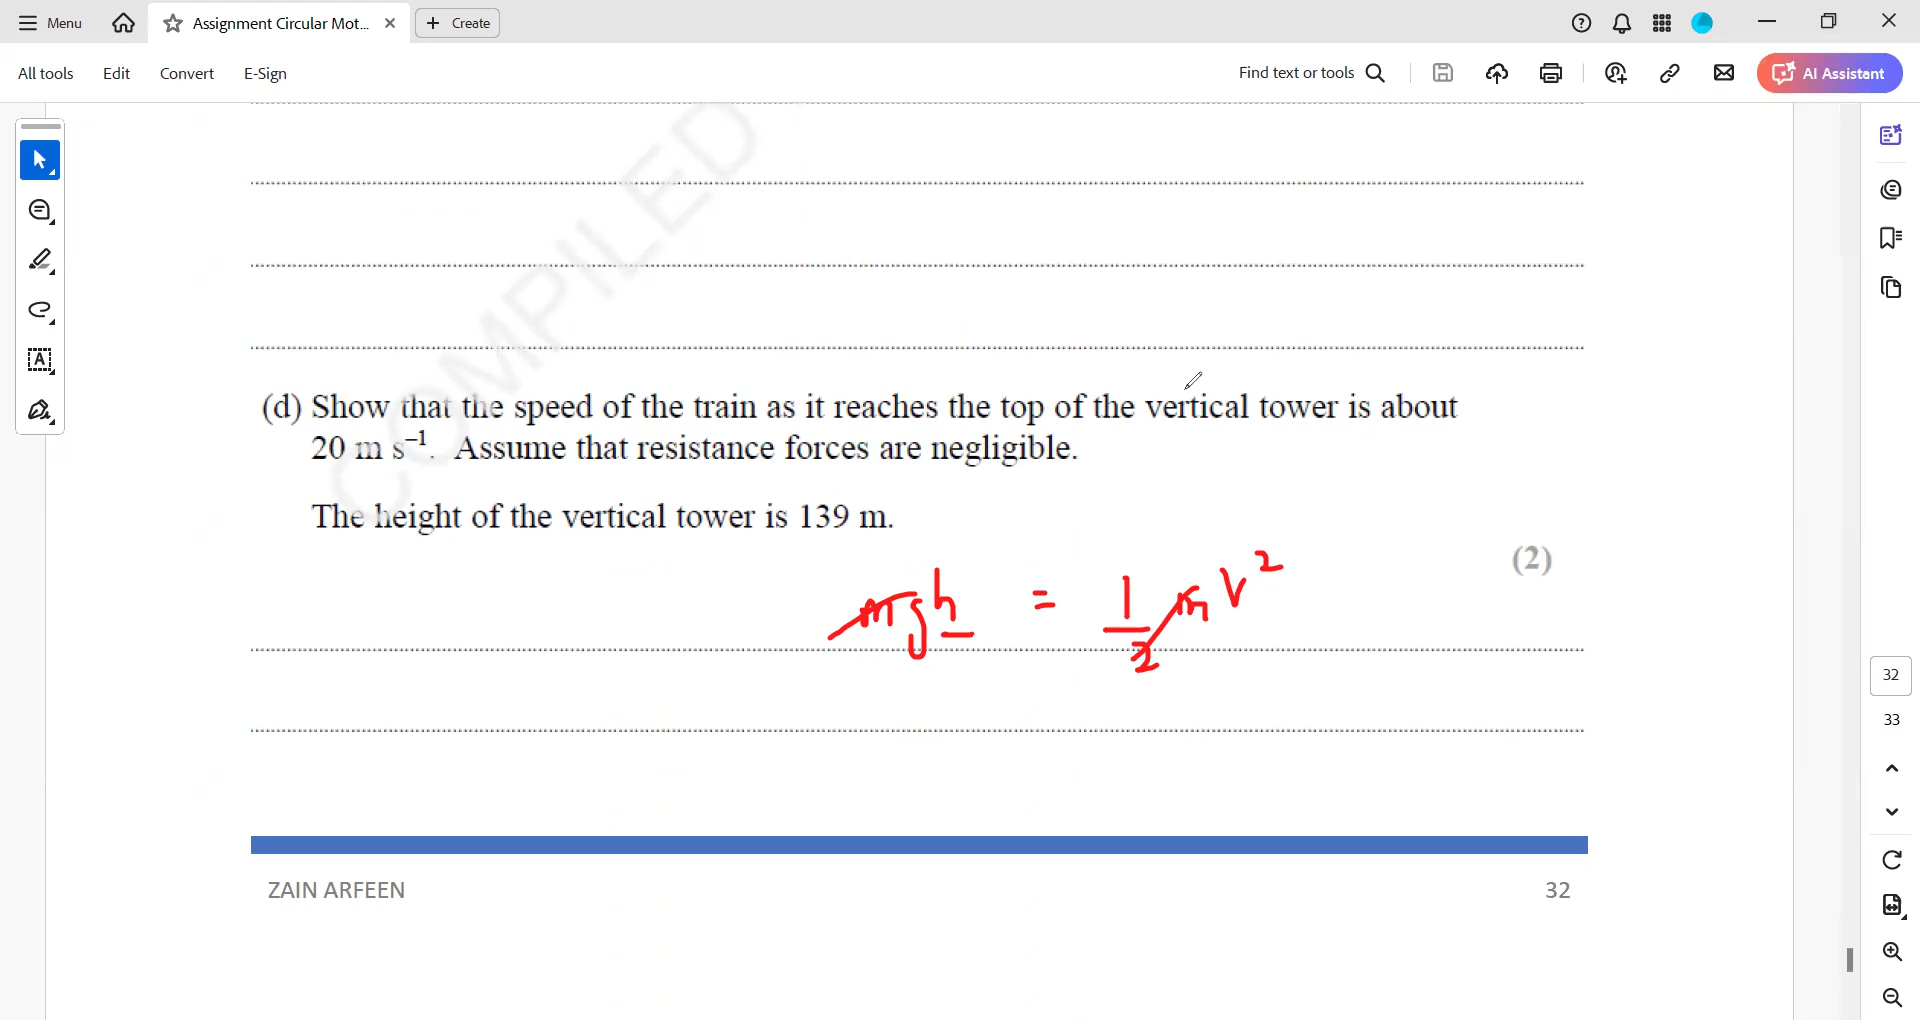 Menu
Assignment Circular Mot...
Create
All tools
Edit
Convert
E-Sign
Find text or tools
AI Assistant
COMPILED
(d) Show that the speed of the train as it reaches the top of the vertical tower is about
20 m s⁻¹. Assume that resistance forces are negligible.
The height of the vertical tower is 139 m.
(2)
mgh = 1/2 mv²
32
33
ZAIN ARFEEN
32